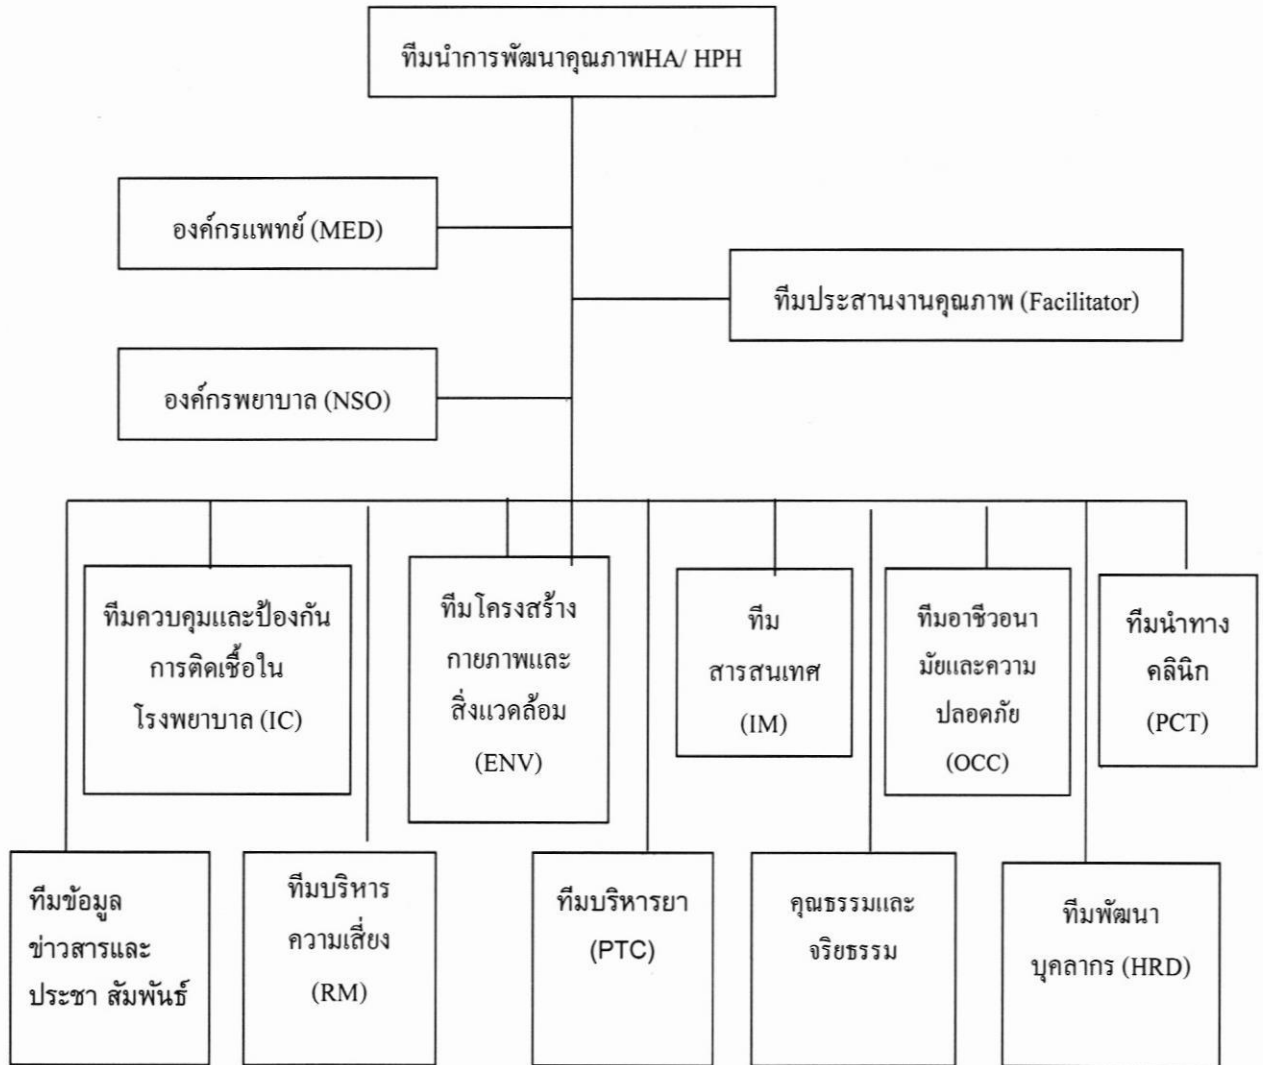 ทีมนำการพัฒนาคุณภาพHA/ HPH
องค์กรแพทย์ (MED)
ทีมประสานงานคุณภาพ (Facilitator)
องค์กรพยาบาล (NSO)
ทีมควบคุมและป้องกัน
การติดเชื้อใน
โรงพยาบาล (IC)
ทีมโครงสร้าง
กายภาพและ
สิ่งแวดล้อม
(ENV)
ทีม
สารสนเทศ
(IM)
ทีมอาชีวอนา
มัยและความ
ปลอดภัย
(OCC)
ทีมนำทาง
คลินิก
(PCT)
ทีมข้อมูล
ข่าวสารและ
ประชา สัมพันธ์
ทีมบริหาร
ความเสี่ยง
(RM)
ทีมบริหารยา
(PTC)
คุณธรรมและ
จริยธรรม
ทีมพัฒนา
บุคลากร (HRD)